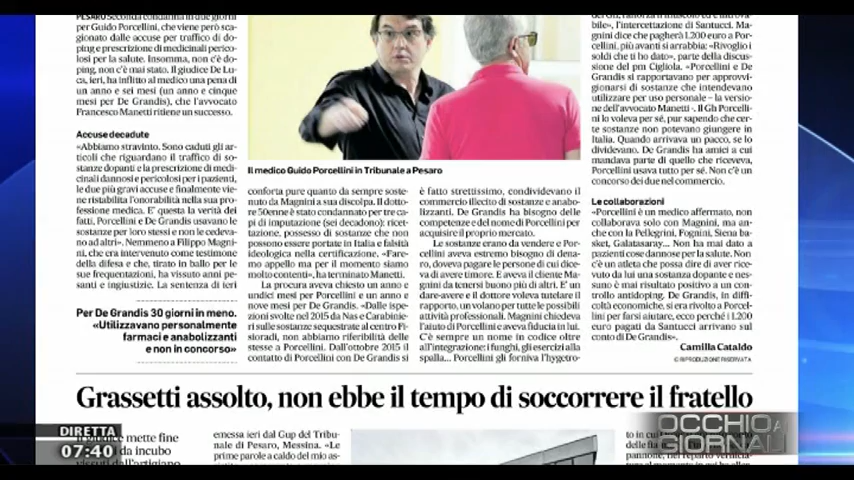 PESARO Seconda condanna in due giorni
per Guido Porcellini, che viene però sca-
gionato dalle accuse per traffico di do-
ping e prescrizione di medicinali perico-
losi per la salute. Insomma, non c'è do-
ping, non c'è mai stato. Il giudice De Lu-
ca, ieri, ha inflitto al medico una pena di
un anno e sei mesi (un anno e cinque
mesi per De Grandis), che l'avvocato
Francesco Manetti ritiene un successo.
Accuse decadute
«Abbiamo stravinto. Sono caduti gli ar-
ticoli che riguardano il traffico di so-
stanze dopanti e la prescrizione di medi-
cinali dannosi e pericolosi per i pazienti,
le due più gravi accuse e finalmente vie-
ne ristabilita l'onorabilità nella sua pro-
fessione medica. E' questa la verità dei
fatti, Porcellini e De Grandis usavano le
sostanze per loro stessi e non le cedeva-
no ad altri». Nemmeno a Filippo Magni-
ni, che era intervenuto come testimone
della difesa e che, tirato in ballo per le
sue frequentazioni, ha vissuto anni pe-
santi e ingiustizie. La sentenza di ieri
Per De Grandis 30 giorni in meno.
«Utilizzavano personalmente
farmaci e anabolizzanti
e non in concorso»
Il medico Guido Porcellini in Tribunale a Pesaro
conforta pure quanto da sempre soste-
nuto da Magnini a sua discolpa. Il dotto-
re 50enne è stato condannato per tre ca-
pi di imputazione (sei decadono): ricet-
tazione, possesso di sostanze che non
possono essere portate in Italia e falsità
ideologica nella certificazione. «Fare-
mo appello ma per il momento siamo
molto contenti», ha terminato Manetti.
La procura aveva chiesto un anno e
undici mesi per Porcellini e un anno e
nove mesi per De Grandis. «Dalle ispe-
zioni svolte nel 2015 da Nas e Carabinie-
ri sulle sostanze sequestrate al centro Fi-
sioradi, non abbiamo riferibilità delle
stesse a Porcellini. Dall'ottobre 2015 il
contatto di Porcellini con De Grandis si
è fatto strettissimo, condividevano il
commercio illecito di sostanze e anabo-
lizzanti. De Grandis ha bisogno delle
competenze e del nome di Porcellini per
acquisire il proprio mercato.
Le sostanze erano da vendere e Por-
cellini aveva estremo bisogno di dena-
ro, doveva pagare le persone di cui dice-
va di avere timore. E aveva il cliente Ma-
gnini da tenersi buono più di altri. E' un
dare-avere e il dottore voleva tutelare il
rapporto, un volano per tutte le possibili
attività professionali. Magnini chiedeva
l'aiuto di Porcellini e aveva fiducia in lui.
C'è sempre un nome in codice oltre
all'integrazione: i funghi, gli esercizi alla
spalla... Porcellini gli forniva l'hygetro-
bile», l'intercettazione di Santucci. Ma-
gnini dice che pagherà 1.200 euro a Por-
cellini, più avanti si arrabbia: «Rivoglio i
soldi che ti ho dato», parte della discus-
sione del pm Cigliola. «Porcellini e De
Grandis si rapportavano per approvvi-
gionarsi di sostanze che intendevano
utilizzare per uso personale – la versio-
ne dell'avvocato Manetti -. Il Gh Porcelli-
ni lo voleva per sé, pur sapendo che cer-
te sostanze non potevano giungere in
Italia. Quando arrivava un pacco, se lo
dividevano. De Grandis ha amici a cui
mandava parte di quello che riceveva,
Porcellini usava tutto per sé. Non c'è un
concorso dei due nel commercio.
Le collaborazioni
«Porcellini è un medico affermato, non
collaborava solo con Magnini, ma an-
che con la Pellegrini, Fognini, Siena ba-
sket, Galatasaray... Non ha mai dato a
pazienti cose dannose per la salute. Non
c'è un atleta che possa dire di aver rice-
vuto da lui una sostanza dopante e nes-
suno è mai risultato positivo a un con-
trollo antidoping. De Grandis, in diffi-
coltà economiche, si era rivolto a Porcel-
lini per farsi aiutare, ecco perché i 1.200
euro pagati da Santucci arrivano sul
conto di De Grandis».
Camilla Cataldo
© RIPRODUZIONE RISERVATA
Grassetti assolto, non ebbe il tempo di soccorrere il fratello
Il giudice mette fine
da incubo
emessa ieri dal Gup del Tribu-
nale di Pesaro, Messina. «Le
prime parole a caldo del mio as-
DIRETTA
07:40
OCCHIO AI
GIORNALI